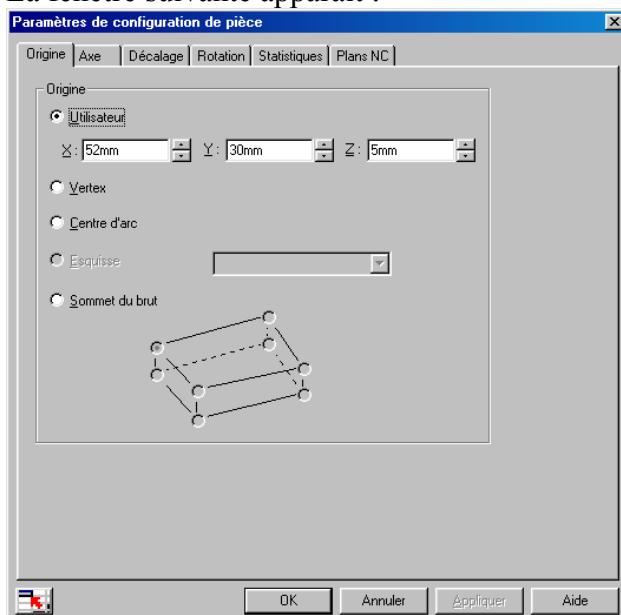 La fenêtre suivante apparaît :
Paramètres de configuration de pièce
Origine Axe Décalage Rotation Statistiques Plans NC
Origine
Utilisateur
X: 52mm Y: 30mm Z: 5mm
Vertex
Centre d'arc
Esquisse
Sommet du brut
OK Annuler Appliquer Aide